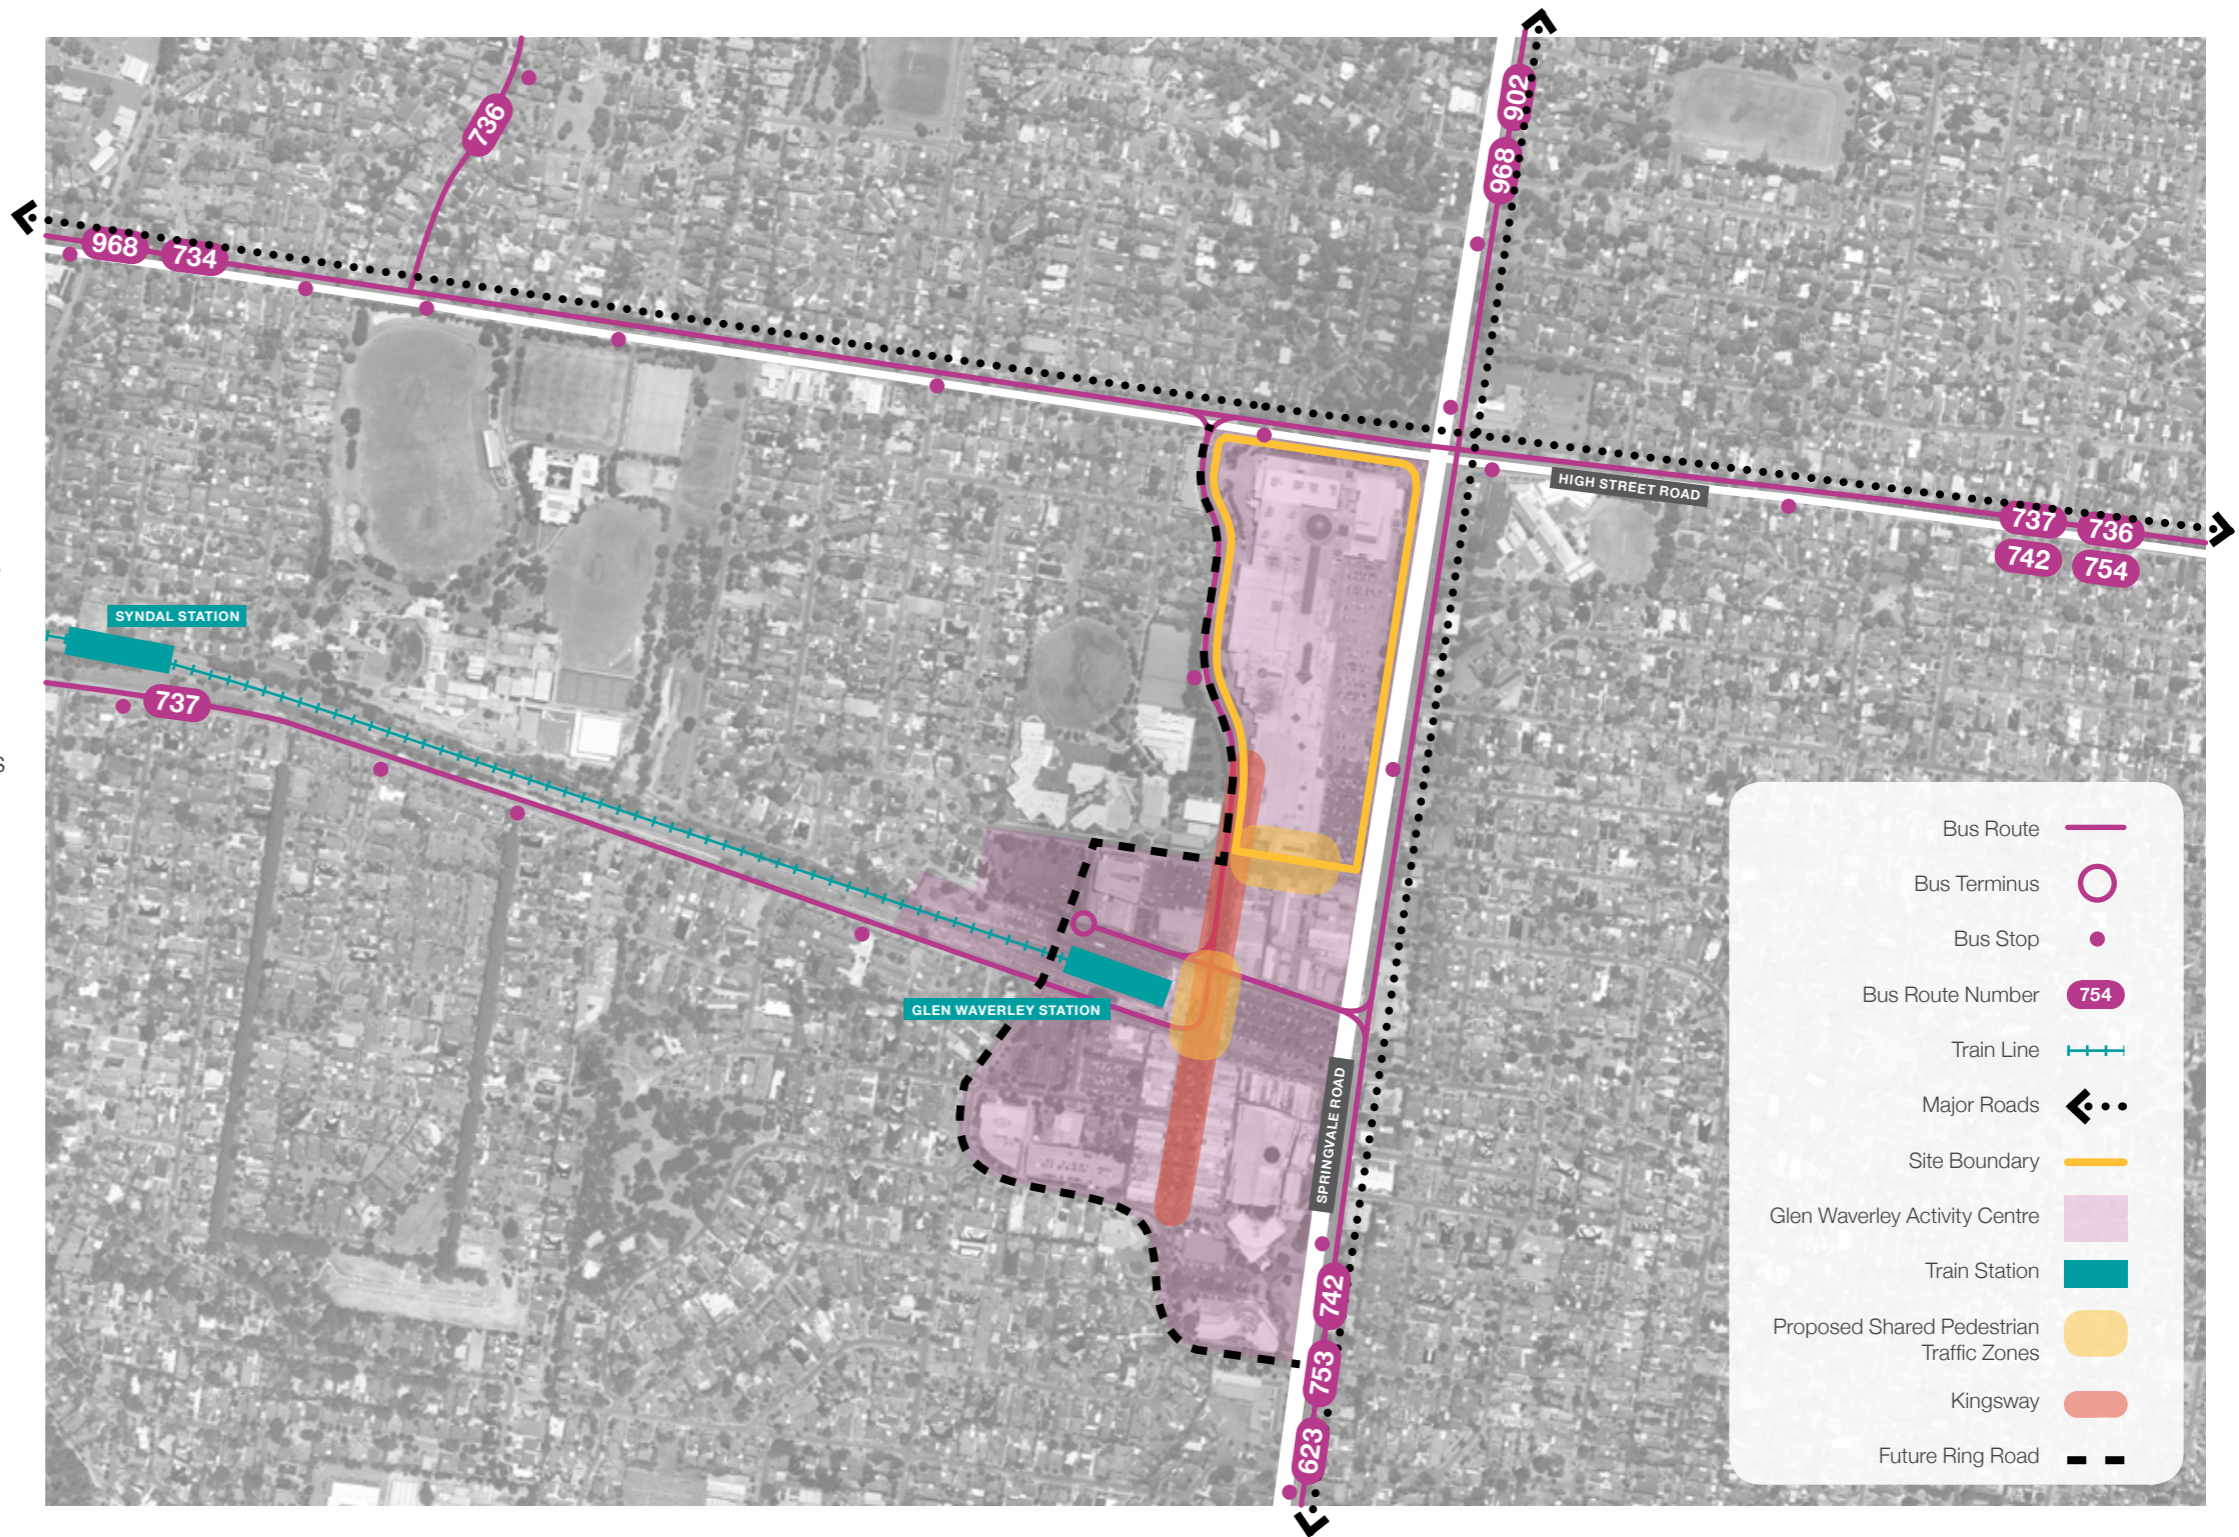 902
968
736
968
734
HIGH STREET ROAD
737
736
742
754
SYNDAL STATION
737
s
GLEN WAVERLEY STATION
SPRINGVALE ROAD
742
753
623
Bus Route
Bus Terminus
Bus Stop
Bus Route Number
754
Train Line
Major Roads
Site Boundary
Glen Waverley Activity Centre
Train Station
Proposed Shared Pedestrian
Traffic Zones
Kingsway
Future Ring Road